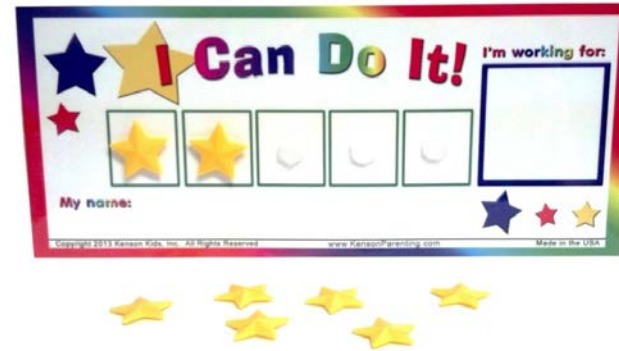 I Can Do It!
I'm working for:
My name:
Copyright 2013 Kenson Kids, Inc. All Rights Reserved
www.KensonParenting.com
Made in the USA